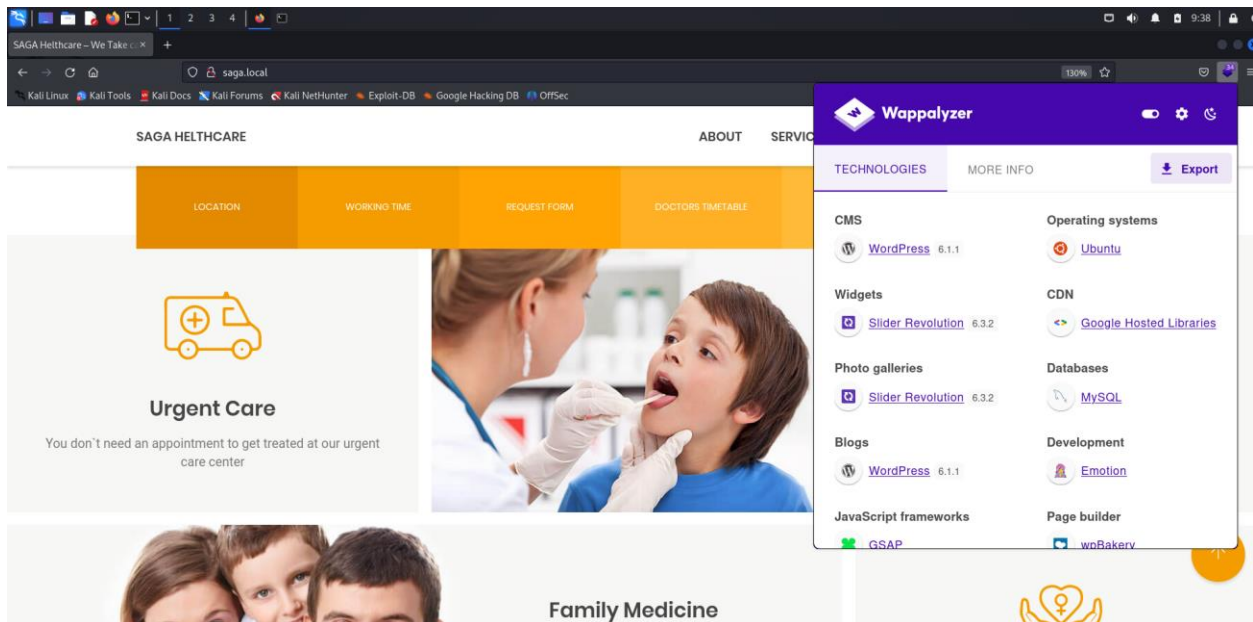 1 2 3 4
9:38
SAGA Helthcare – We Take c
saga.local
130%
34
Kali Linux Kali Tools Kali Docs Kali Forums Kali NetHunter Exploit-DB Google Hacking DB OffSec
SAGA HELTHCARE
ABOUT SERVIC
LOCATION WORKING TIME REQUEST FORM DOCTORS TIMETABLE
Urgent Care
You don`t need an appointment to get treated at our urgent
care center
Family Medicine
Wappalyzer
TECHNOLOGIES MORE INFO Export
CMS
WordPress 6.1.1
Operating systems
Ubuntu
Widgets
Slider Revolution 6.3.2
CDN
Google Hosted Libraries
Photo galleries
Slider Revolution 6.3.2
Databases
MySQL
Blogs
WordPress 6.1.1
Development
Emotion
JavaScript frameworks
GSAP
Page builder
wpBakery